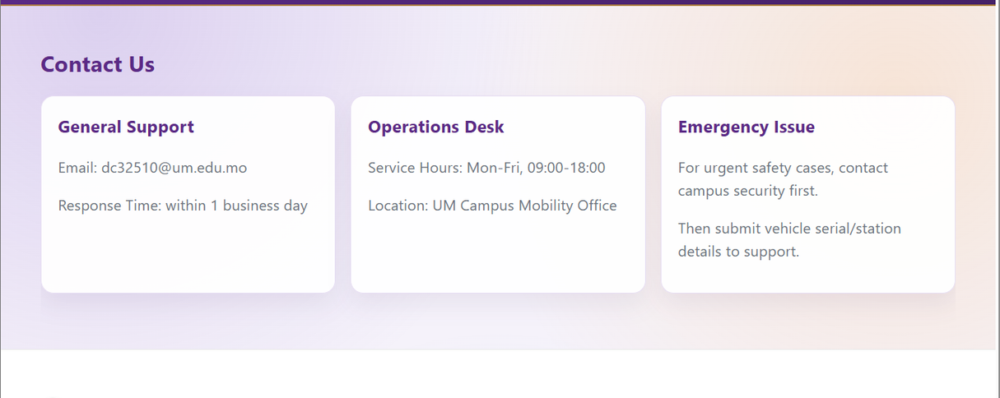 Contact Us
General Support
Email: dc32510@um.edu.mo
Response Time: within 1 business day
Operations Desk
Service Hours: Mon-Fri, 09:00-18:00
Location: UM Campus Mobility Office
Emergency Issue
For urgent safety cases, contact
campus security first.
Then submit vehicle serial/station
details to support.